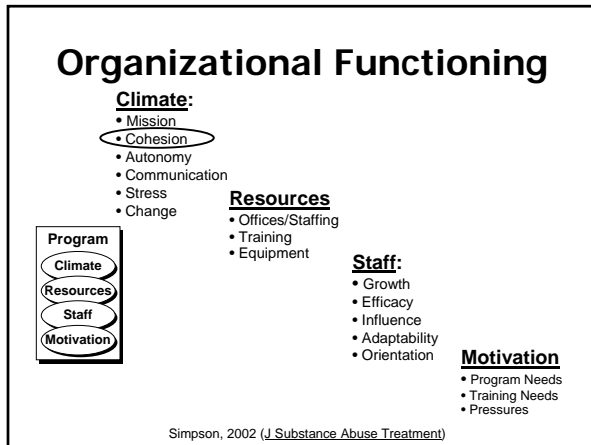 Organizational Functioning
Climate:
• Mission
• Cohesion
• Autonomy
• Communication
• Stress
• Change
Resources
• Offices/Staffing
• Training
• Equipment
Staff:
• Growth
• Efficacy
• Influence
• Adaptability
• Orientation
Motivation
• Program Needs
• Training Needs
• Pressures
Program
Climate
Resources
Staff
Motivation
Simpson, 2002 (J Substance Abuse Treatment)